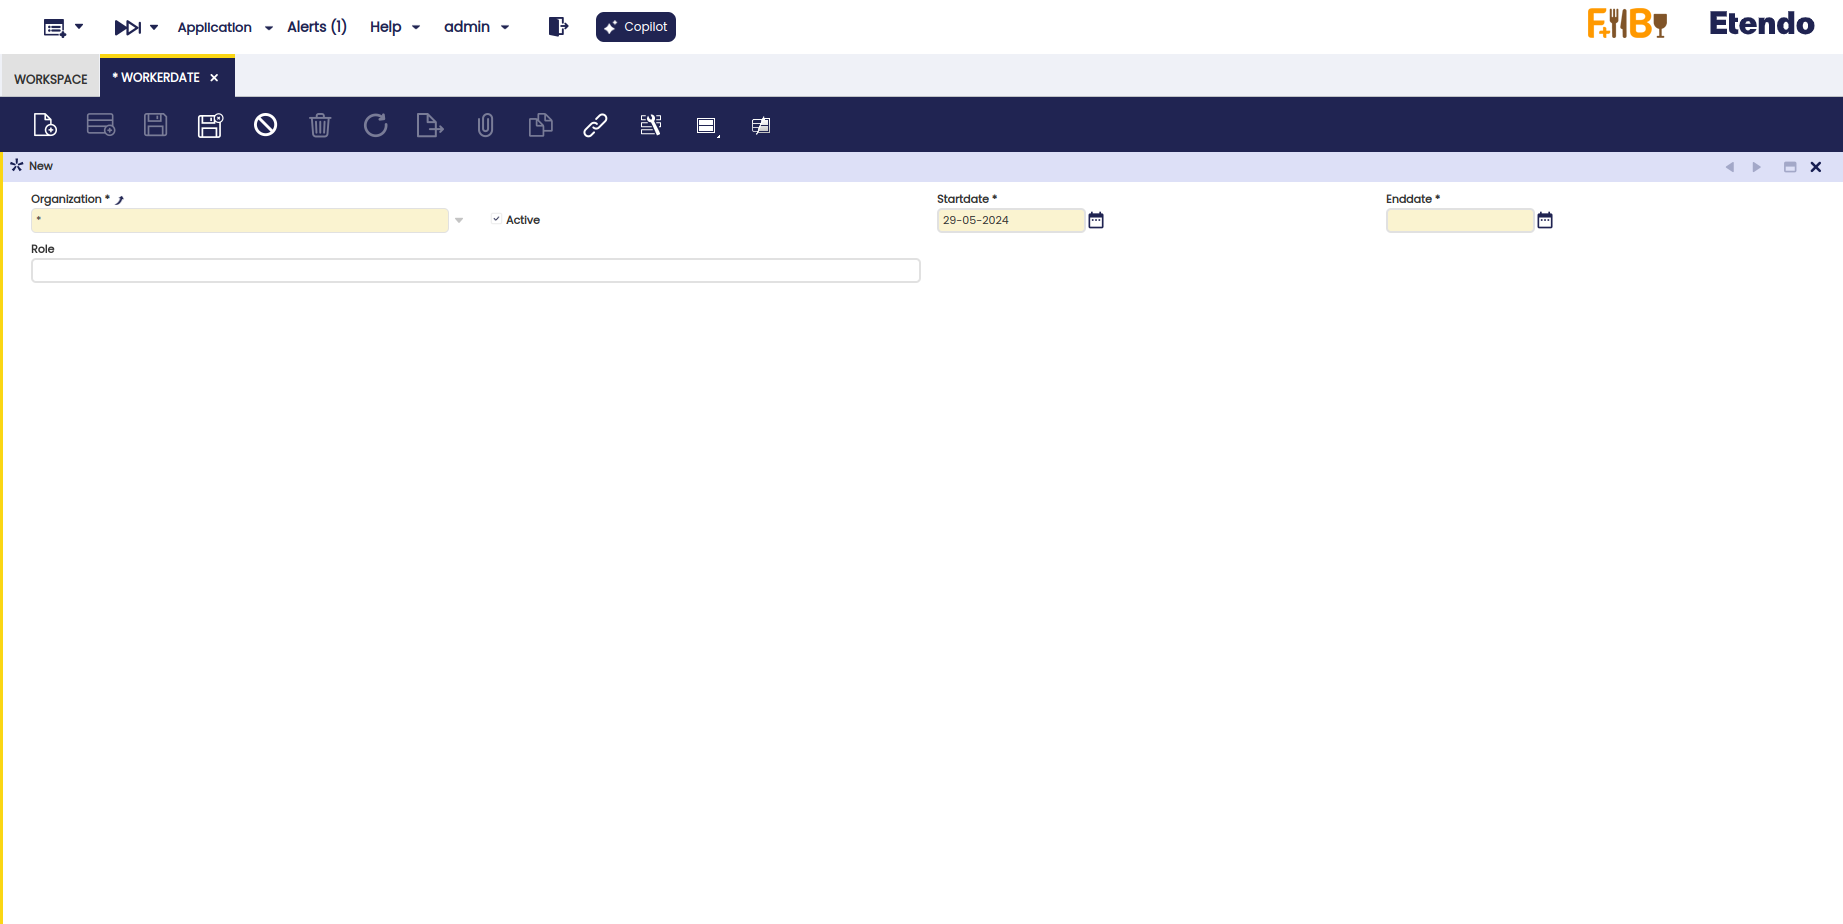 Application Alerts (1) Help admin Copilot F+ B Etendo
WORKSPACE * WORKERDATE
New
Organization * Startdate * Enddate *
* Active 29-05-2024
Role